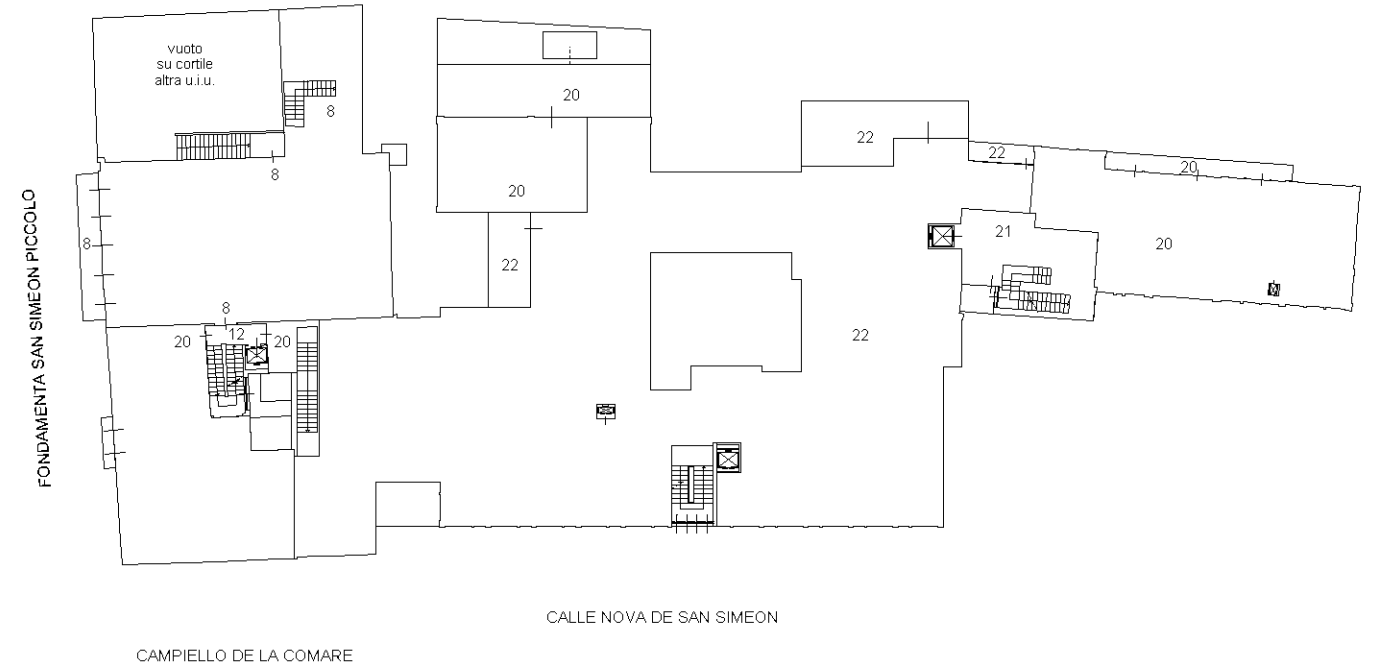 vuoto
su cortile
altra u.i.u.
8
20
22
22
20
8
20
8
22
21
20
8
20
12
20
22
FONDAMENTA SAN SIMEON PICCOLO
CALLE NOVA DE SAN SIMEON
CAMPIELLO DE LA COMARE